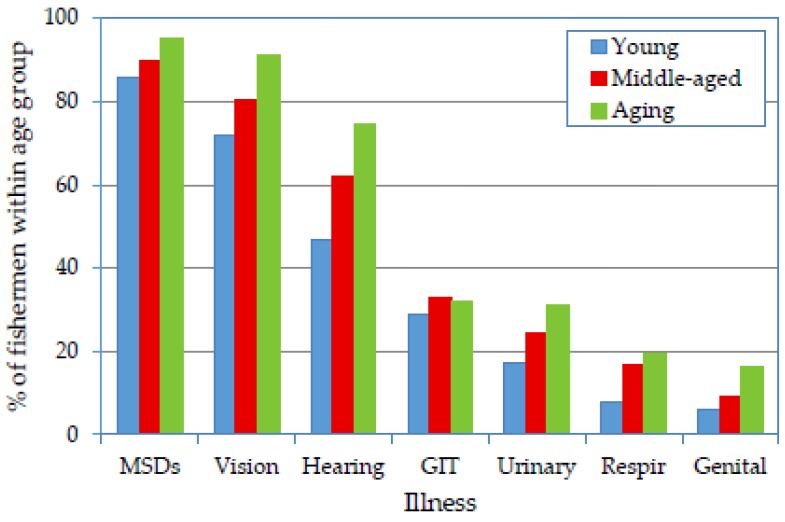 % of fishermen within age group
100
80
60
40
20
0
Young
Middle-aged
Aging
MSDs Vision Hearing GIT Urinary Respir Genital
Illness